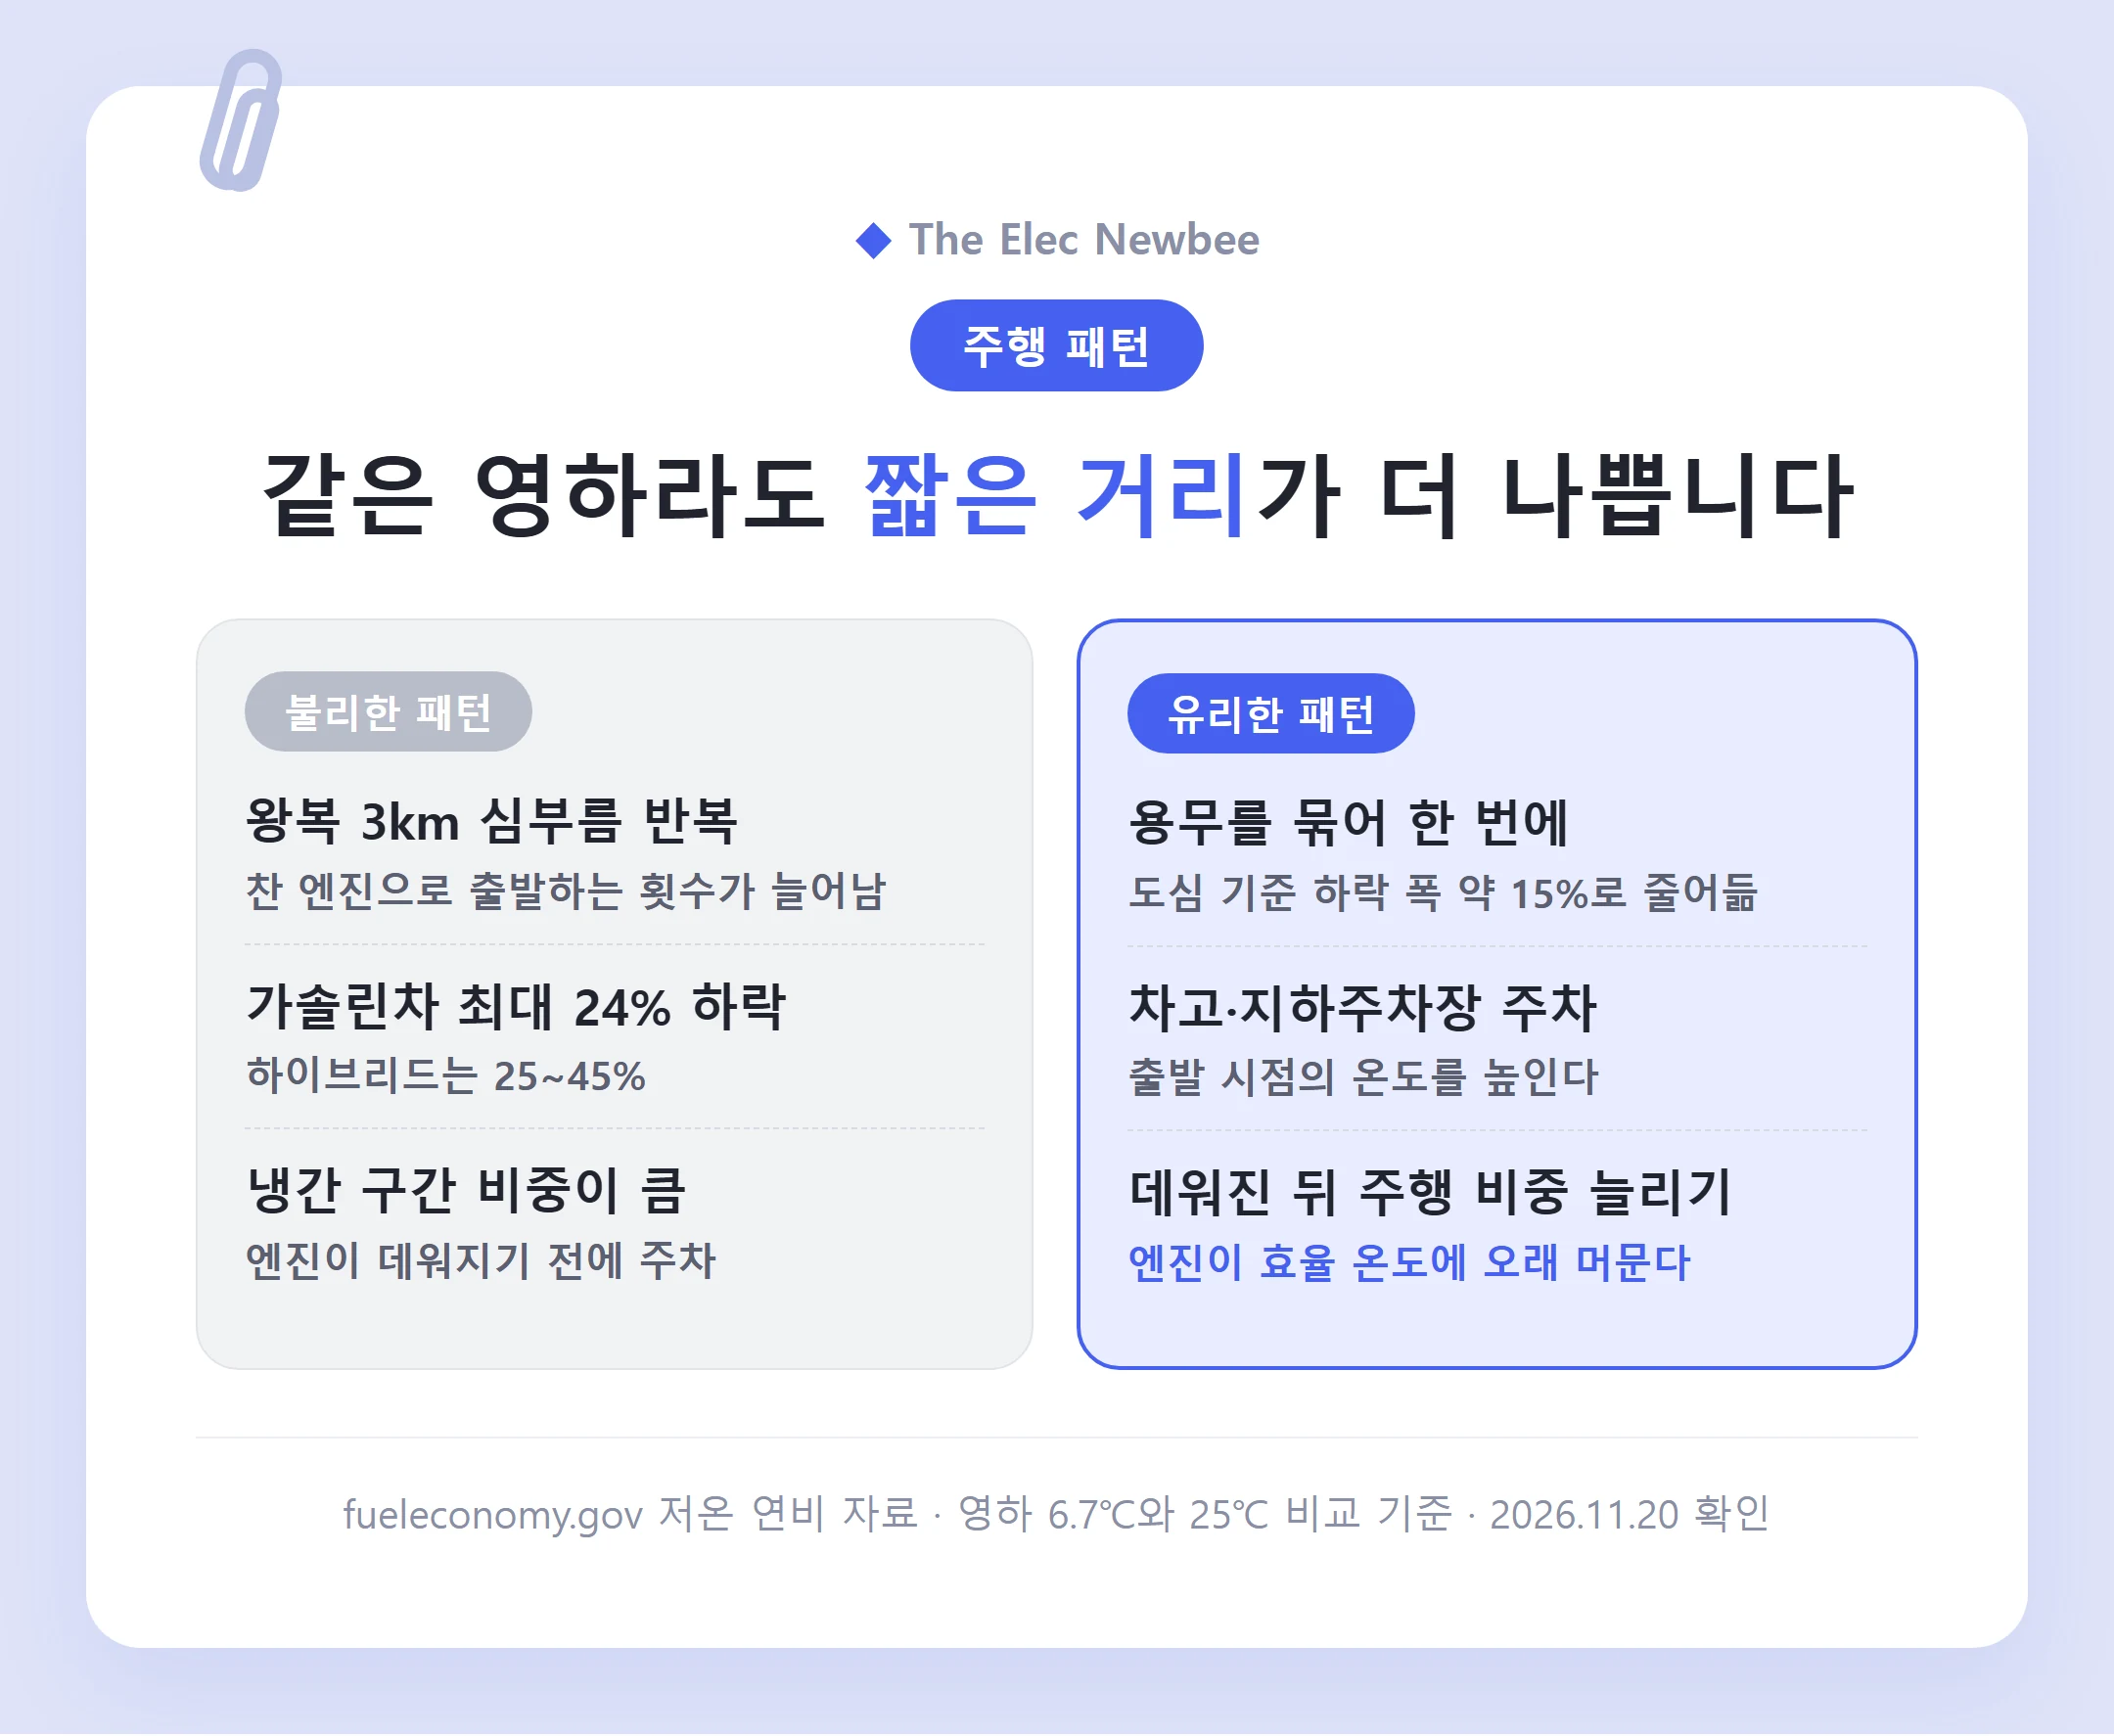 The Elec Newbee
주행 패턴
같은 영하라도 짧은 거리가 더 나쁩니다
불리한 패턴
왕복 3km 심부름 반복
찬 엔진으로 출발하는 횟수가 늘어남
가솔린차 최대 24% 하락
하이브리드는 25~45%
냉간 구간 비중이 큼
엔진이 데워지기 전에 주차
유리한 패턴
용무를 묶어 한 번에
도심 기준 하락 폭 약 15%로 줄어듦
차고·지하주차장 주차
출발 시점의 온도를 높인다
데워진 뒤 주행 비중 늘리기
엔진이 효율 온도에 오래 머문다
fueleconomy.gov 저온 연비 자료 · 영하 6.7℃와 25℃ 비교 기준 · 2026.11.20 확인